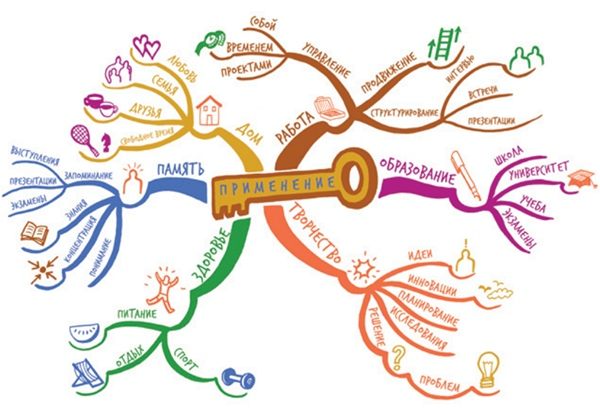 ПРИМЕНЕНИЕ
РАБОТА
УПРАВЛЕНИЕ
СОБОЙ
ВРЕМЕНЕМ
ПРОЕКТАМИ
ПРОДВИЖЕНИЕ
СТРУКТУРИРОВАНИЕ
ИНТЕРВЬЮ
ВСТРЕЧИ
ПРЕЗЕНТАЦИИ
ОБРАЗОВАНИЕ
ШКОЛА
УНИВЕРСИТЕТ
УЧЕБА
ЭКЗАМЕНЫ
ТВОРЧЕСТВО
ИДЕИ
ИННОВАЦИИ
ПЛАНИРОВАНИЕ
ИССЛЕДОВАНИЯ
РЕШЕНИЕ
ПРОБЛЕМ
ЗДОРОВЬЕ
ПИТАНИЕ
ОТДЫХ
СПОРТ
ПАМЯТЬ
ЗАПОМИНАНИЕ
ВЫСТУПЛЕНИЯ
ПРЕЗЕНТАЦИИ
ЭКЗАМЕНЫ
ЗНАНИЯ
КОНЦЕНТРАЦИЯ
ПОНИМАНИЕ
ДОМ
ЛЮБОВЬ
СЕМЬЯ
ДРУЗЬЯ
СВОБОДНОЕ ВРЕМЯ